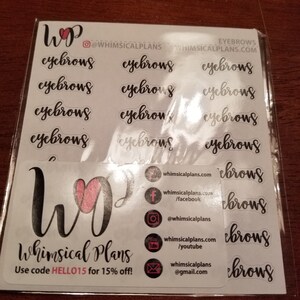 WP
EYEBROWS
@WHIMSICALPLANS
WHIMSICALPLANS.COM
eyebrows eyebrows eyebrows
eyebrows eyebrows eyebrows
eyebrows eyebrows eyebrows
eyebrows eyebrows eyebrows
eyebrows
eyebrows
eyebrows
eyebrows
WP
Whimsical Plans
Use code HELLO15 for 15% off!
whimsicalplans.com
whimsicalplans.com
/facebook
@whimsicalplans
whimsicalplans.com
/youtube
whimsicalplans
@gmail.com